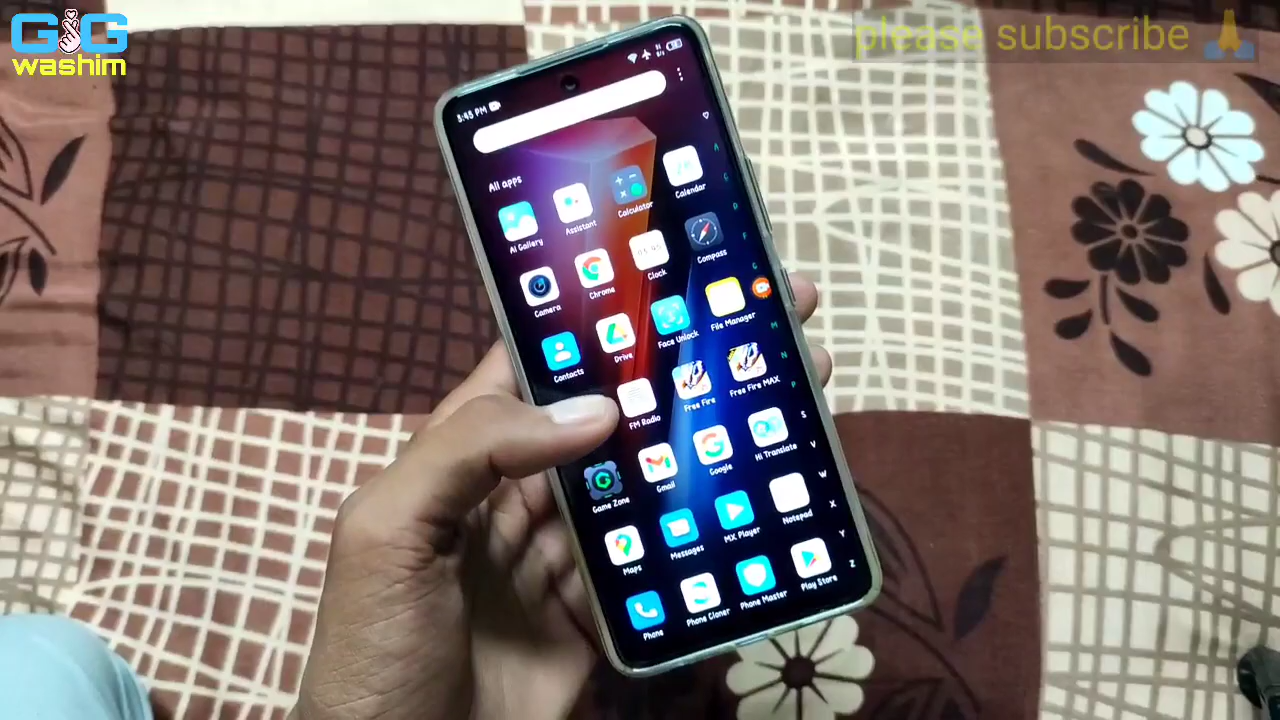 GIG
washim
please subscribe
5:45 PM
All apps
Ai Gallery
Assistant
Calculator
Calendar
Camera
Chrome
Clock
Compass
Contacts
Drive
Face Unlock
File Manager
FM Radio
Free Fire
Free Fire MAX
Game Zone
Gmail
Google
Hi Translate
Maps
Messages
MX Player
Notepad
Phone
Phone Cloner
Phone Master
Play Store
A
C
D
F
G
M
N
P
S
V
W
X
Y
Z